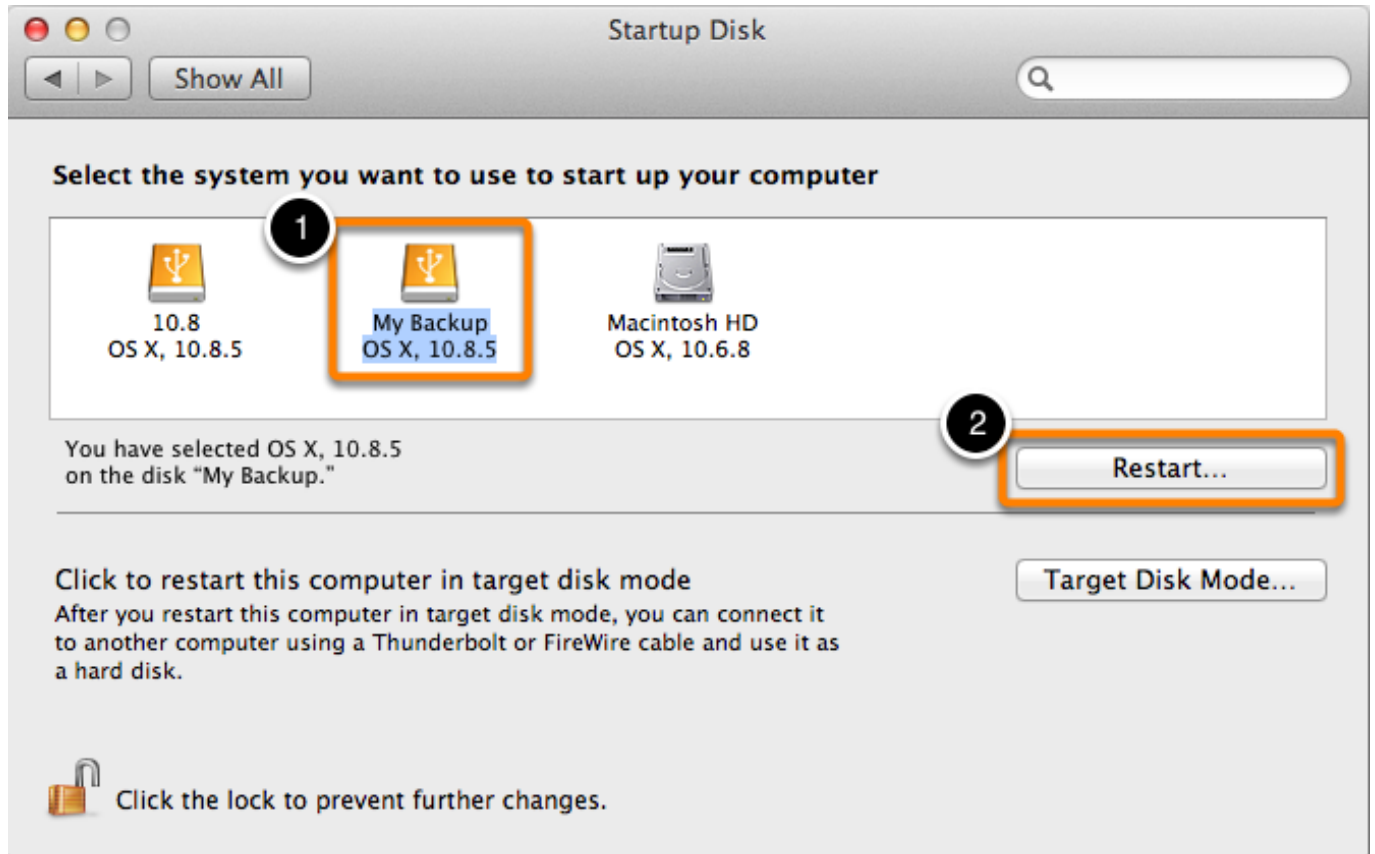 Startup Disk
Show All
Select the system you want to use to start up your computer
1
10.8
OS X, 10.8.5
My Backup
OS X, 10.8.5
Macintosh HD
OS X, 10.6.8
2
You have selected OS X, 10.8.5
on the disk “My Backup.”
Restart...
Click to restart this computer in target disk mode
Target Disk Mode...
After you restart this computer in target disk mode, you can connect it
to another computer using a Thunderbolt or FireWire cable and use it as
a hard disk.
Click the lock to prevent further changes.